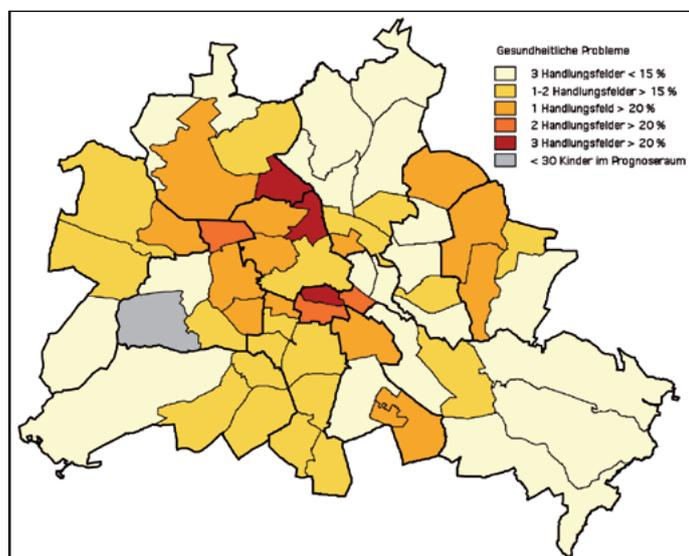 Gesundheitliche Probleme
3 Handlungsfelder < 15 %
1-2 Handlungsfelder > 15 %
1 Handlungsfeld > 20 %
2 Handlungsfelder > 20 %
3 Handlungsfelder > 20 %
< 30 Kinder im Prognoseraum